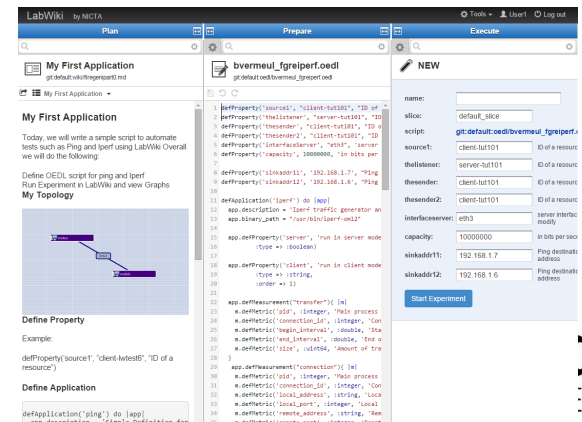 LabWiki by NICTA
Tools User1 Log out
Plan
Prepare
Execute
My First Application
git:default:wiki/firegenipart0.md
My First Application
My First Application
Today, we will write a simple script to automate
tests such as Ping and Iperf using LabWiki Overall
we will do the following:
Define OEDL script for ping and Iperf
Run Experiment in LabWiki and view Graphs
My Topology
Define Property
Example:
defProperty('source1', "client-lwtest6", "ID of a
resource")
Define Application
defApplication('ping') do |app|
bvermeul_fgreiperf.oedl
git:default:oedl/bvermeul_fgreiperf.oedl
1 defProperty('source1', "client-tut101", "ID of
2 defProperty('thelistener', "server-tut101", "ID
3 defProperty('thesender', "client-tut101", "ID o
4 defProperty('thesender2', "client-tut101", "ID
5 defProperty('interfaceServer', "eth3", 'server
6 defProperty('capacity', 10000000, 'in bits per
7
8 defProperty('sinkaddr11', '192.168.1.7', "Ping
9 defProperty('sinkaddr12', '192.168.1.6', "Ping
10
11 defApplication('iperf') do |app|
12 app.description = 'Iperf traffic generator an
13 app.binary_path = "/usr/bin/iperf-oml2"
14
15 app.defProperty('server', 'run in server mode
16 :type => :boolean)
17
18 app.defProperty('client', 'run in client mode
19 :type => :string,
20 :order => 1)
21
22 app.defMeasurement("transfer"){ |m|
23 m.defMetric('pid', :integer, 'Main process
24 m.defMetric('connection_id', :integer, 'Con
25 m.defMetric('begin_interval', :double, 'Sta
26 m.defMetric('end_interval', :double, 'End o
27 m.defMetric('size', :uint64, 'Amount of tra
28 }
29 app.defMeasurement("connection"){ |m|
30 m.defMetric('pid', :integer, 'Main process
31 m.defMetric('connection_id', :integer, 'Con
32 m.defMetric('local_address', :string, 'Loca
33 m.defMetric('local_port', :integer, 'Local
34 m.defMetric('remote_address', :string, 'Rem
NEW
name:
slice: default_slice
script: git:default:oedl/bvermeul_fgreiperf.o
source1: client-tut101 ID of a resourc
thelistener: server-tut101 ID of a resourc
thesender: client-tut101 ID of a resourc
thesender2: client-tut101 ID of a resourc
interfaceserver: eth3 server interfac
modify
capacity: 10000000 in bits per sec
sinkaddr11: 192.168.1.7 Ping destinatic
address
sinkaddr12: 192.168.1.6 Ping destinatic
address
Start Experiment